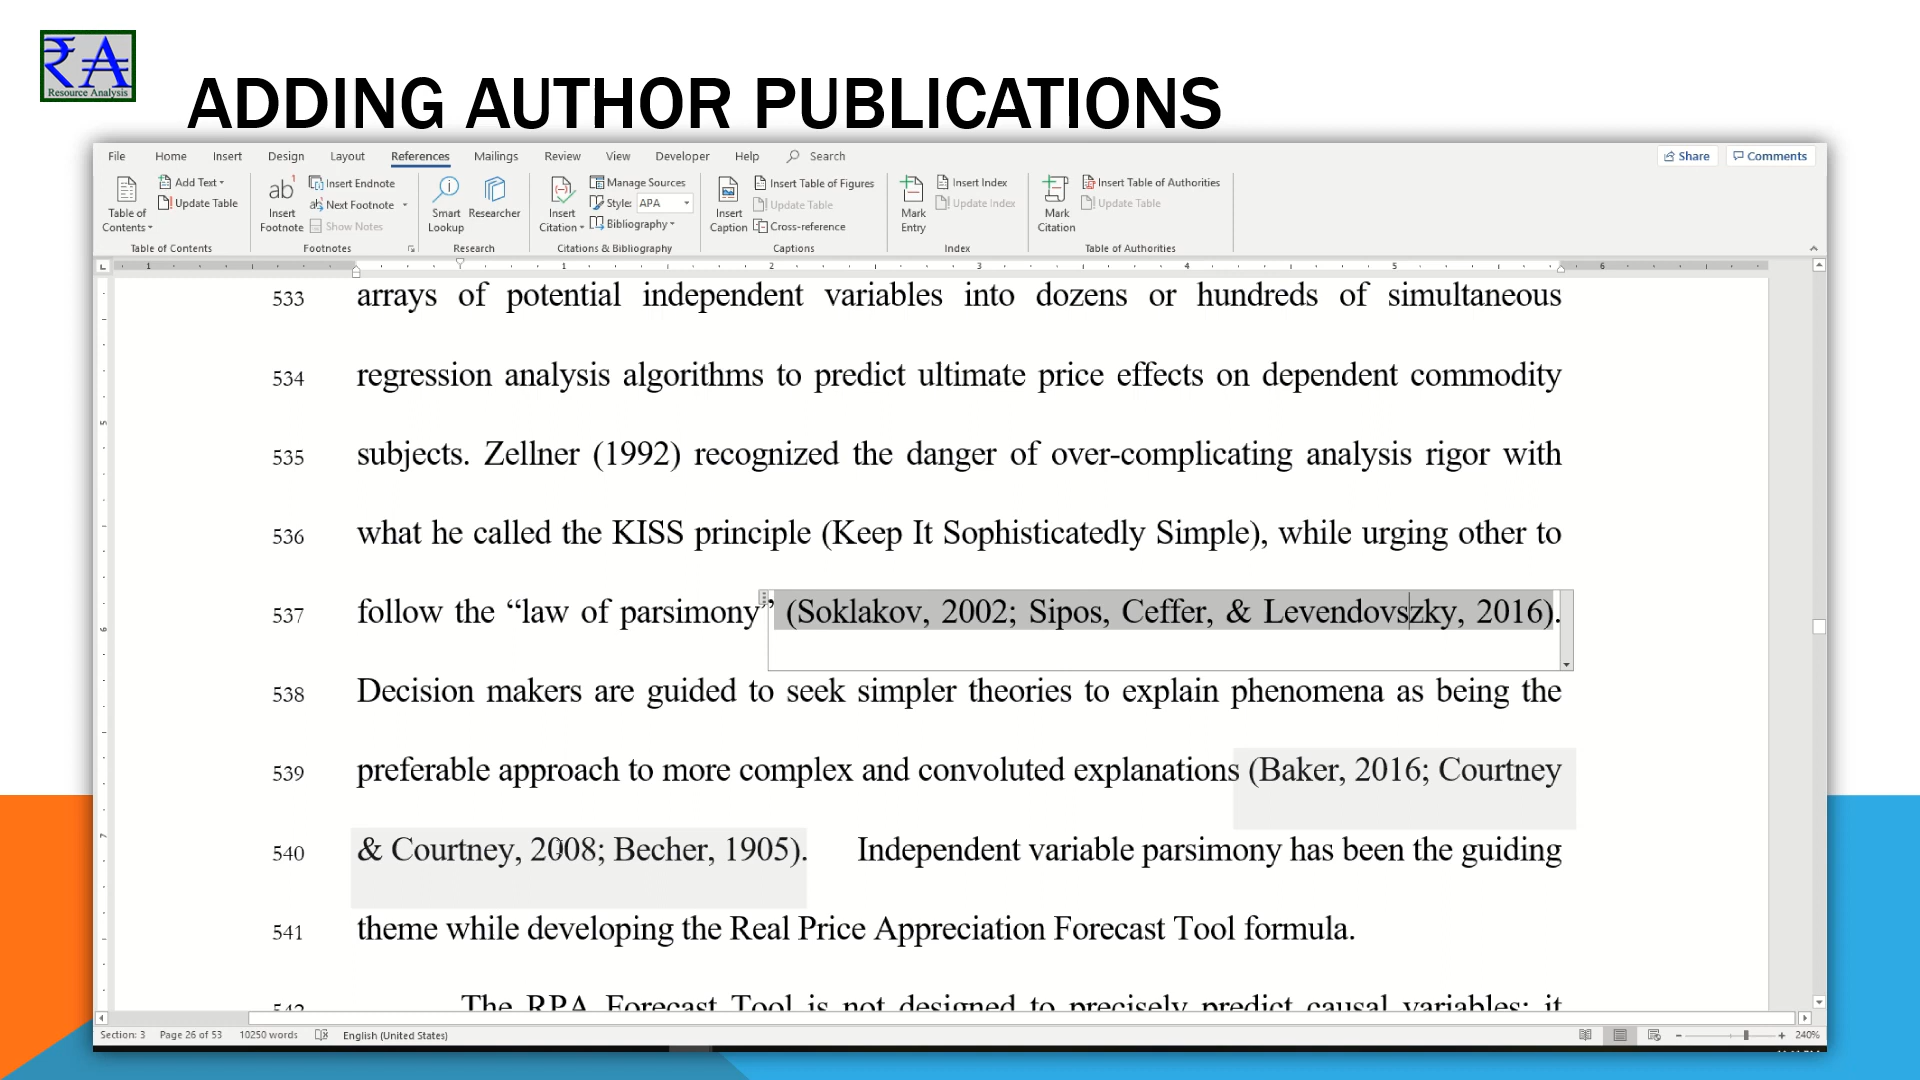 ₹A
Resource Analysis
ADDING AUTHOR PUBLICATIONS
File Home Insert Design Layout References Mailings Review View Developer Help Search Share Comments
Table of Contents
Add Text
Update Table
Table of Contents
ab1
Insert Footnote
Insert Endnote
Next Footnote
Show Notes
Footnotes
Smart Lookup
Researcher
Research
Insert Citation
Manage Sources
Style: APA
Bibliography
Citations & Bibliography
Insert Caption
Insert Table of Figures
Update Table
Cross-reference
Captions
Mark Entry
Insert Index
Update Index
Index
Mark Citation
Insert Table of Authorities
Update Table
Table of Authorities
1 1 2 3 4 5 6
533 arrays of potential independent variables into dozens or hundreds of simultaneous
534 regression analysis algorithms to predict ultimate price effects on dependent commodity
535 subjects. Zellner (1992) recognized the danger of over-complicating analysis rigor with
536 what he called the KISS principle (Keep It Sophisticatedly Simple), while urging other to
537 follow the “law of parsimony” (Soklakov, 2002; Sipos, Ceffer, & Levendovszky, 2016).
538 Decision makers are guided to seek simpler theories to explain phenomena as being the
539 preferable approach to more complex and convoluted explanations (Baker, 2016; Courtney
540 & Courtney, 2008; Becher, 1905). Independent variable parsimony has been the guiding
541 theme while developing the Real Price Appreciation Forecast Tool formula.
542 The RPA Forecast Tool is not designed to precisely predict causal variables; it
Section: 3 Page 26 of 53 10250 words English (United States) 240%